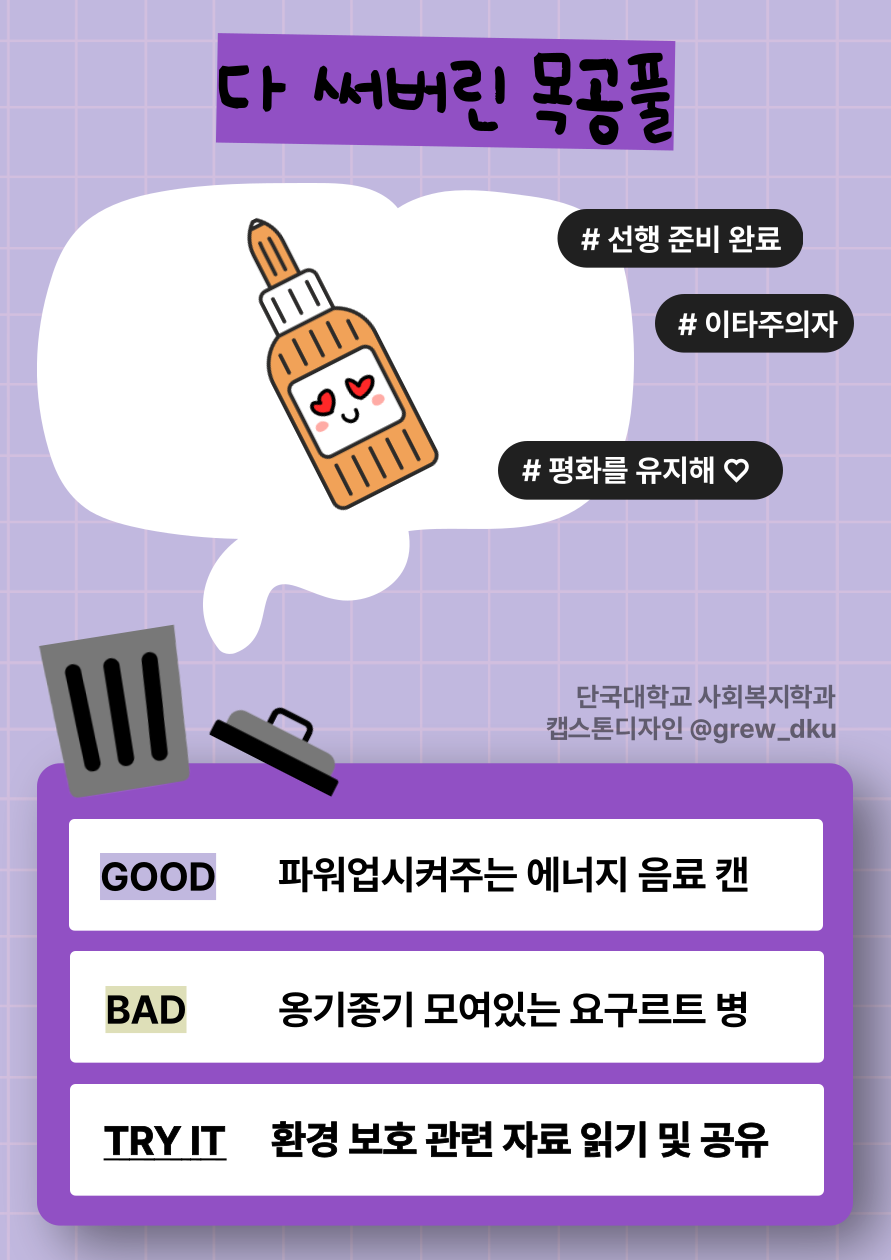 다 써버린 목공풀
# 선행 준비 완료
# 이타주의자
# 평화를 유지해 ♡
단국대학교 사회복지학과
캡스톤디자인 @grew_dku
GOOD 파워업시켜주는 에너지 음료 캔
BAD 옹기종기 모여있는 요구르트 병
TRY IT 환경 보호 관련 자료 읽기 및 공유